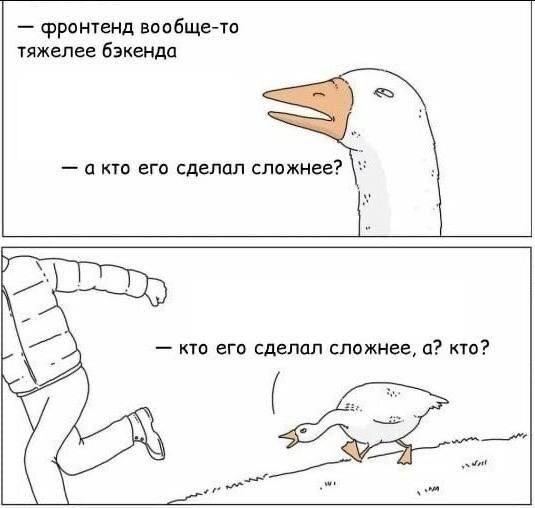 — фронтенд вообще-то
тяжелее бэкенда
— а кто его сделал сложнее?
— кто его сделал сложнее, а? кто?